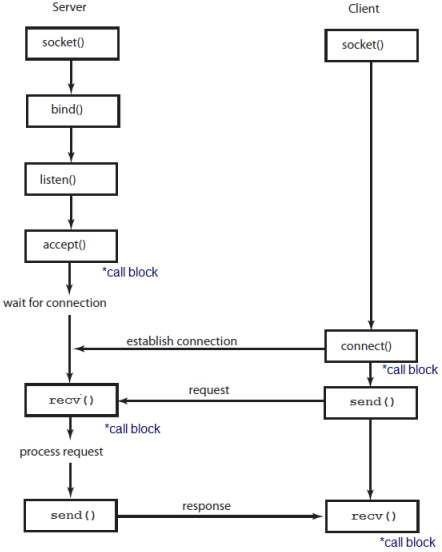 Server
Client
socket()
socket()
bind()
listen()
accept()
*call block
wait for connection
establish connection
connect()
*call block
request
recv()
send()
*call block
process request
response
send()
recv()
*call block